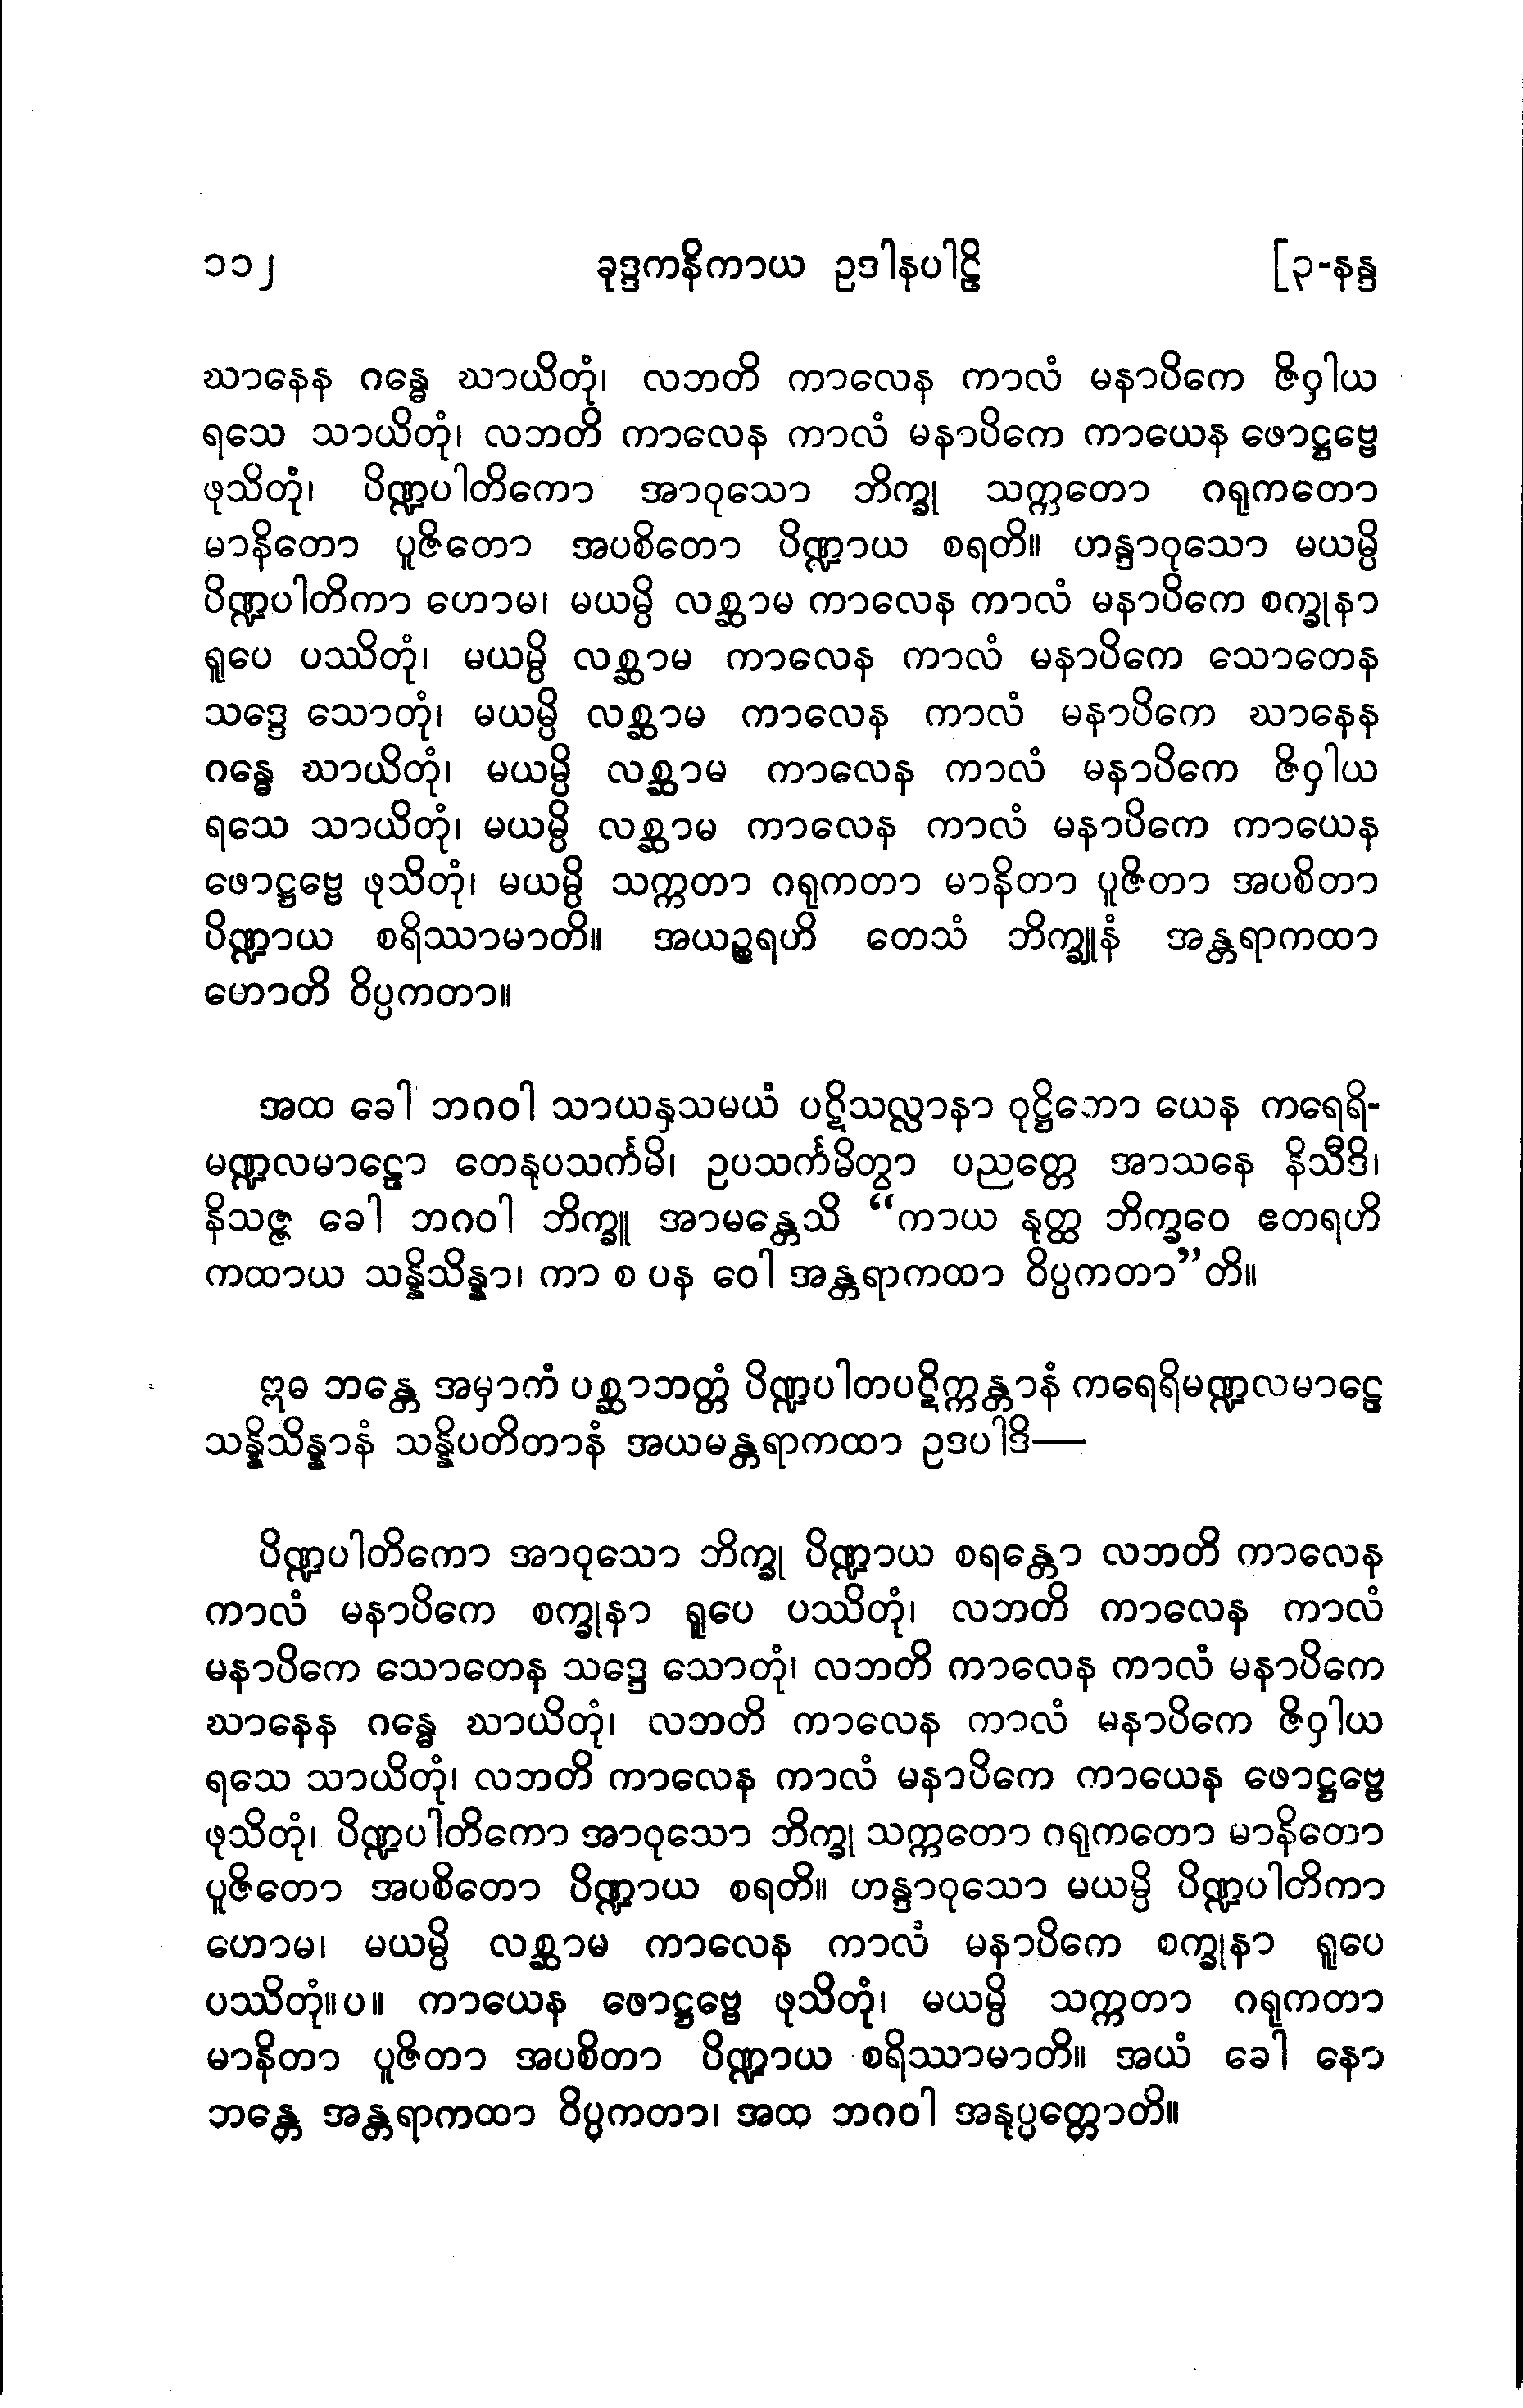 ၁၁၂ ခုဒ္ဒကနိကာယ ဥဒါနပါဠိ [၃-နန္ဒ
ဃာနေန ဂန္ဓေ ဃာယိတုံ၊ လဘတိ ကာလေန ကာလံ မနာပိကေ ဇိဝှါယ
ရသေ သာယိတုံ၊ လဘတိ ကာလေန ကာလံ မနာပိကေ ကာယေန ဖောဋ္ဌဗ္ဗေ
ဖုသိတုံ၊ ပိဏ္ဍပါတိကော အာဝုသော ဘိက္ခု သက္ကတော ဂရုကတော
မာနိတော ပူဇိတော အပစိတော ပိဏ္ဍာယ စရတိ။ ဟန္ဒာဝုသော မယမ္ပိ
ပိဏ္ဍပါတိကာ ဟောမ၊ မယမ္ပိ လစ္ဆာမ ကာလေန ကာလံ မနာပိကေ စက္ခုနာ
ရူပေ ပဿိတုံ၊ မယမ္ပိ လစ္ဆာမ ကာလေန ကာလံ မနာပိကေ သောတေန
သဒ္ဒေ သောတုံ၊ မယမ္ပိ လစ္ဆာမ ကာလေန ကာလံ မနာပိကေ ဃာနေန
ဂန္ဓေ ဃာယိတုံ၊ မယမ္ပိ လစ္ဆာမ ကာလေန ကာလံ မနာပိကေ ဇိဝှါယ
ရသေ သာယိတုံ၊ မယမ္ပိ လစ္ဆာမ ကာလေန ကာလံ မနာပိကေ ကာယေန
ဖောဋ္ဌဗ္ဗေ ဖုသိတုံ၊ မယမ္ပိ သက္ကတာ ဂရုကတာ မာနိတာ ပူဇိတာ အပစိတာ
ပိဏ္ဍာယ စရိဿာမာတိ။ အယဉ္စရဟိ တေသံ ဘိက္ခူနံ အန္တရာကထာ
ဟောတိ ဝိပ္ပကတာ။
အထ ခေါ ဘဂဝါ သာယနှသမယံ ပဋိသလ္လာနာ ဝုဋ္ဌိတော ယေန ကရေရိ-
မဏ္ဍလမာဠော တေနုပသင်္ကမိ၊ ဥပသင်္ကမိတွာ ပညတ္တေ အာသနေ နိသီဒိ၊
နိသဇ္ဇ ခေါ ဘဂဝါ ဘိက္ခူ အာမန္တေသိ “ကာယ နုတ္ထ ဘိက္ခဝေ ဧတရဟိ
ကထာယ သန္နိသိန္နာ၊ ကာ စ ပန ဝေါ အန္တရာကထာ ဝိပ္ပကတာ”တိ။
ဣဓ ဘန္တေ အမှာကံ ပစ္ဆာဘတ္တံ ပိဏ္ဍပါတပဋိက္ကန္တာနံ ကရေရိမဏ္ဍလမာဠေ
သန္နိသိန္နာနံ သန္နိပတိတာနံ အယမန္တရာကထာ ဥဒပါဒိ—
ပိဏ္ဍပါတိကော အာဝုသော ဘိက္ခု ပိဏ္ဍာယ စရန္တော လဘတိ ကာလေန
ကာလံ မနာပိကေ စက္ခုနာ ရူပေ ပဿိတုံ၊ လဘတိ ကာလေန ကာလံ
မနာပိကေ သောတေန သဒ္ဒေ သောတုံ၊ လဘတိ ကာလေန ကာလံ မနာပိကေ
ဃာနေန ဂန္ဓေ ဃာယိတုံ၊ လဘတိ ကာလေန ကာလံ မနာပိကေ ဇိဝှါယ
ရသေ သာယိတုံ၊ လဘတိ ကာလေန ကာလံ မနာပိကေ ကာယေန ဖောဋ္ဌဗ္ဗေ
ဖုသိတုံ၊ ပိဏ္ဍပါတိကော အာဝုသော ဘိက္ခု သက္ကတော ဂရုကတော မာနိတော
ပူဇိတော အပစိတော ပိဏ္ဍာယ စရတိ။ ဟန္ဒာဝုသော မယမ္ပိ ပိဏ္ဍပါတိကာ
ဟောမ၊ မယမ္ပိ လစ္ဆာမ ကာလေန ကာလံ မနာပိကေ စက္ခုနာ ရူပေ
ပဿိတုံ။ပ။ ကာယေန ဖောဋ္ဌဗ္ဗေ ဖုသိတုံ၊ မယမ္ပိ သက္ကတာ ဂရုကတာ
မာနိတာ ပူဇိတာ အပစိတာ ပိဏ္ဍာယ စရိဿာမာတိ။ အယံ ခေါ နော
ဘန္တေ အန္တရာကထာ ဝိပ္ပကတာ၊ အထ ဘဂဝါ အနုပ္ပတ္တောတိ။